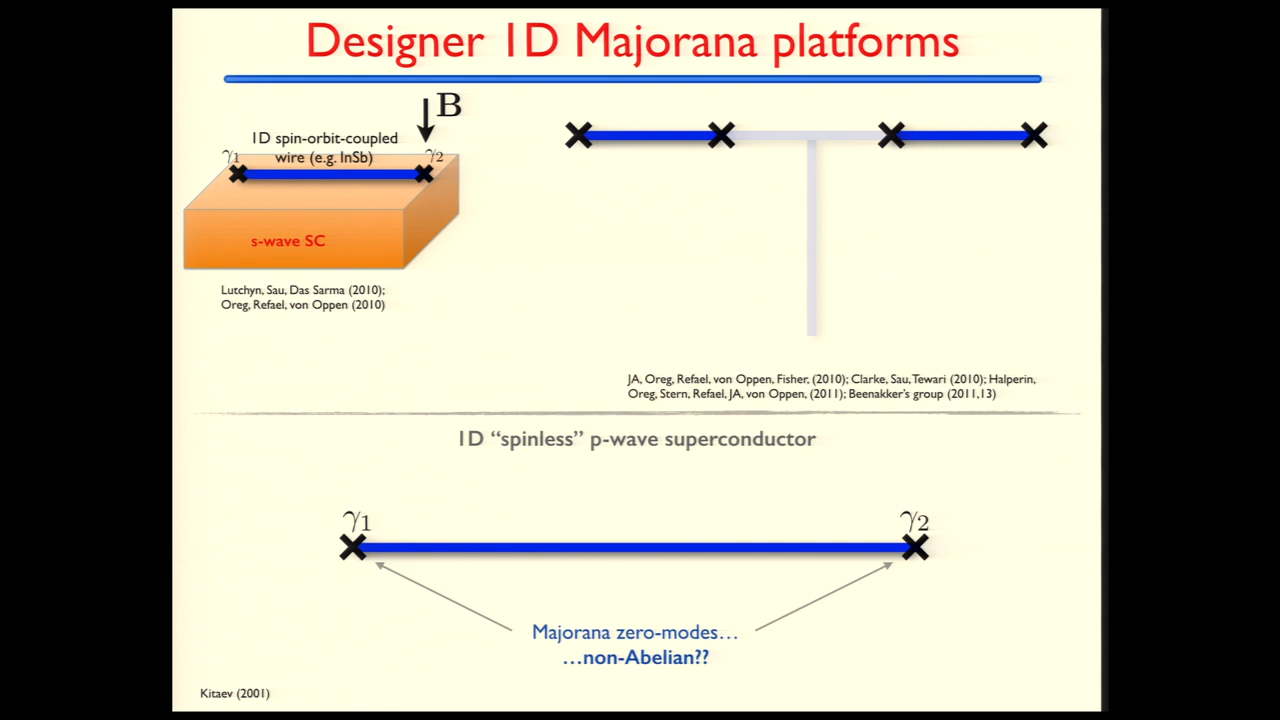 Designer 1D Majorana platforms
B
1D spin-orbit-coupled
wire (e.g. InSb)
γ1
γ2
s-wave SC
Lutchyn, Sau, Das Sarma (2010);
Oreg, Refael, von Oppen (2010)
JA, Oreg, Refael, von Oppen, Fisher, (2010); Clarke, Sau, Tewari (2010); Halperin,
Oreg, Stern, Refael, JA, von Oppen, (2011); Beenakker's group (2011,13)
1D “spinless” p-wave superconductor
γ1
γ2
Majorana zero-modes…
…non-Abelian??
Kitaev (2001)